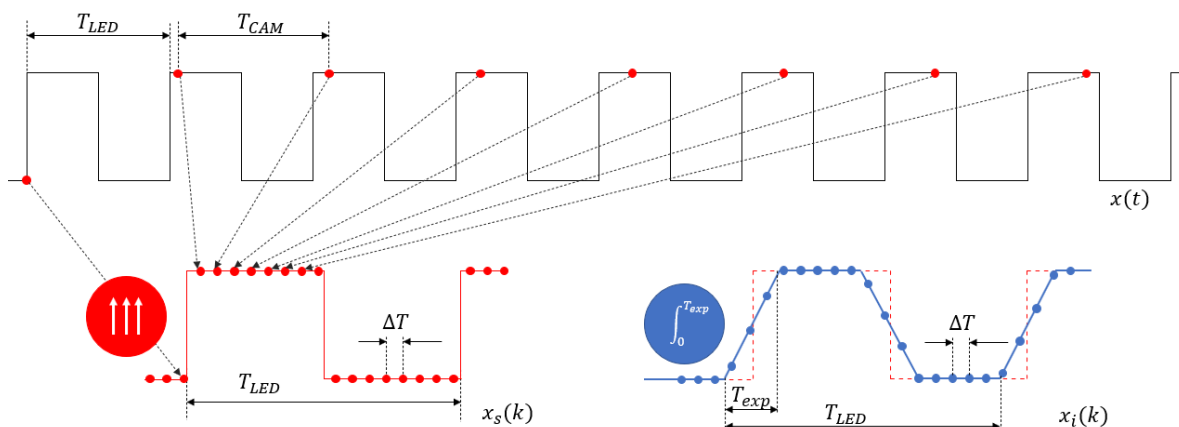 T_LED
T_CAM
x(t)
ΔT
T_LED
x_s(k)
∫_0^{T_exp}
ΔT
T_exp
T_LED
x_i(k)